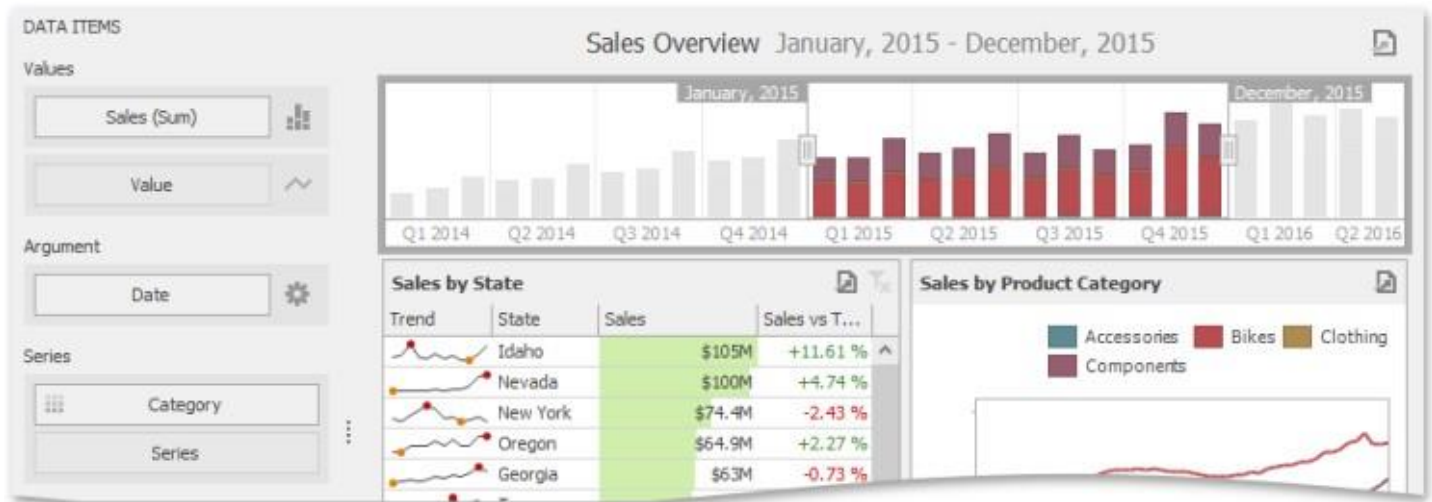 DATA ITEMS
Values
Sales (Sum)
Value
Argument
Date
Series
Category
Series
Sales Overview January, 2015 - December, 2015
January, 2015 December, 2015
Q1 2014 Q2 2014 Q3 2014 Q4 2014 Q1 2015 Q2 2015 Q3 2015 Q4 2015 Q1 2016 Q2 2016
Sales by State
Trend State Sales Sales vs T...
Idaho $105M +11.61 %
Nevada $100M +4.74 %
New York $74.4M -2.43 %
Oregon $64.9M +2.27 %
Georgia $63M -0.73 %
Sales by Product Category
Accessories Bikes Clothing
Components